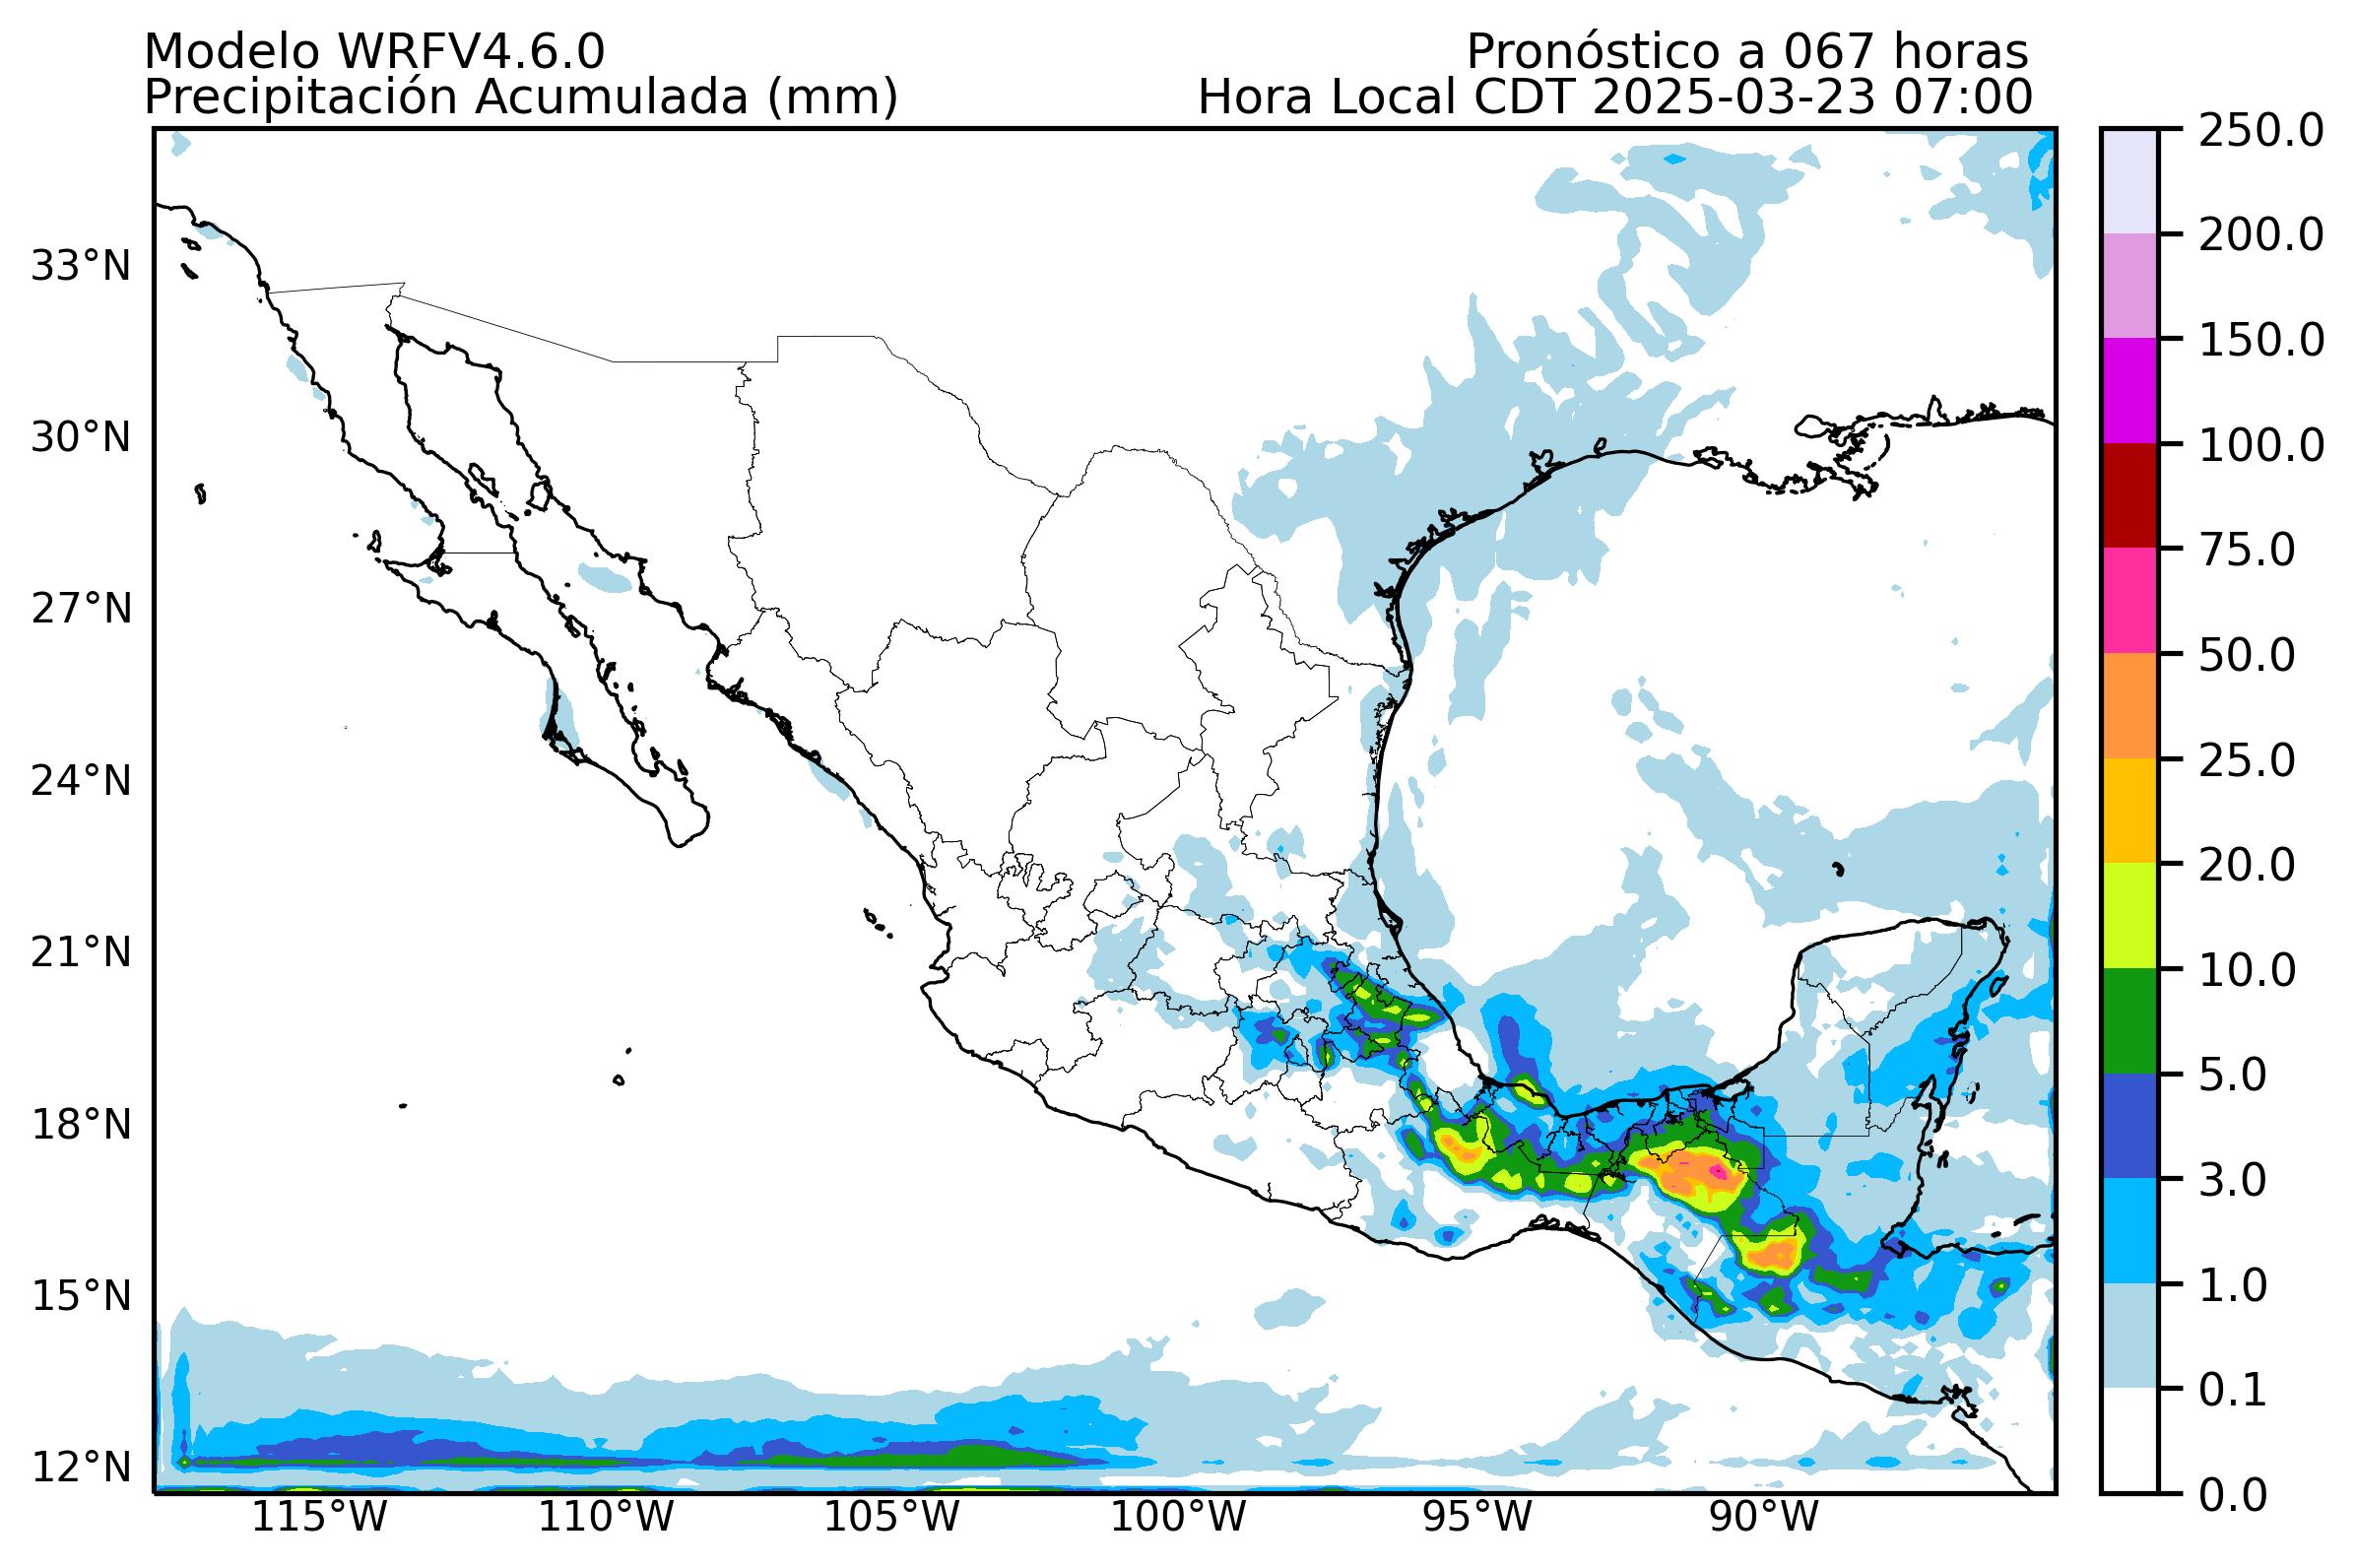 Modelo WRFV4.6.0
Pronóstico a 067 horas
Precipitación Acumulada (mm)
Hora Local CDT 2025-03-23 07:00
33°N
30°N
27°N
24°N
21°N
18°N
15°N
12°N
115°W
110°W
105°W
100°W
95°W
90°W
250.0
200.0
150.0
100.0
75.0
50.0
25.0
20.0
10.0
5.0
3.0
1.0
0.1
0.0